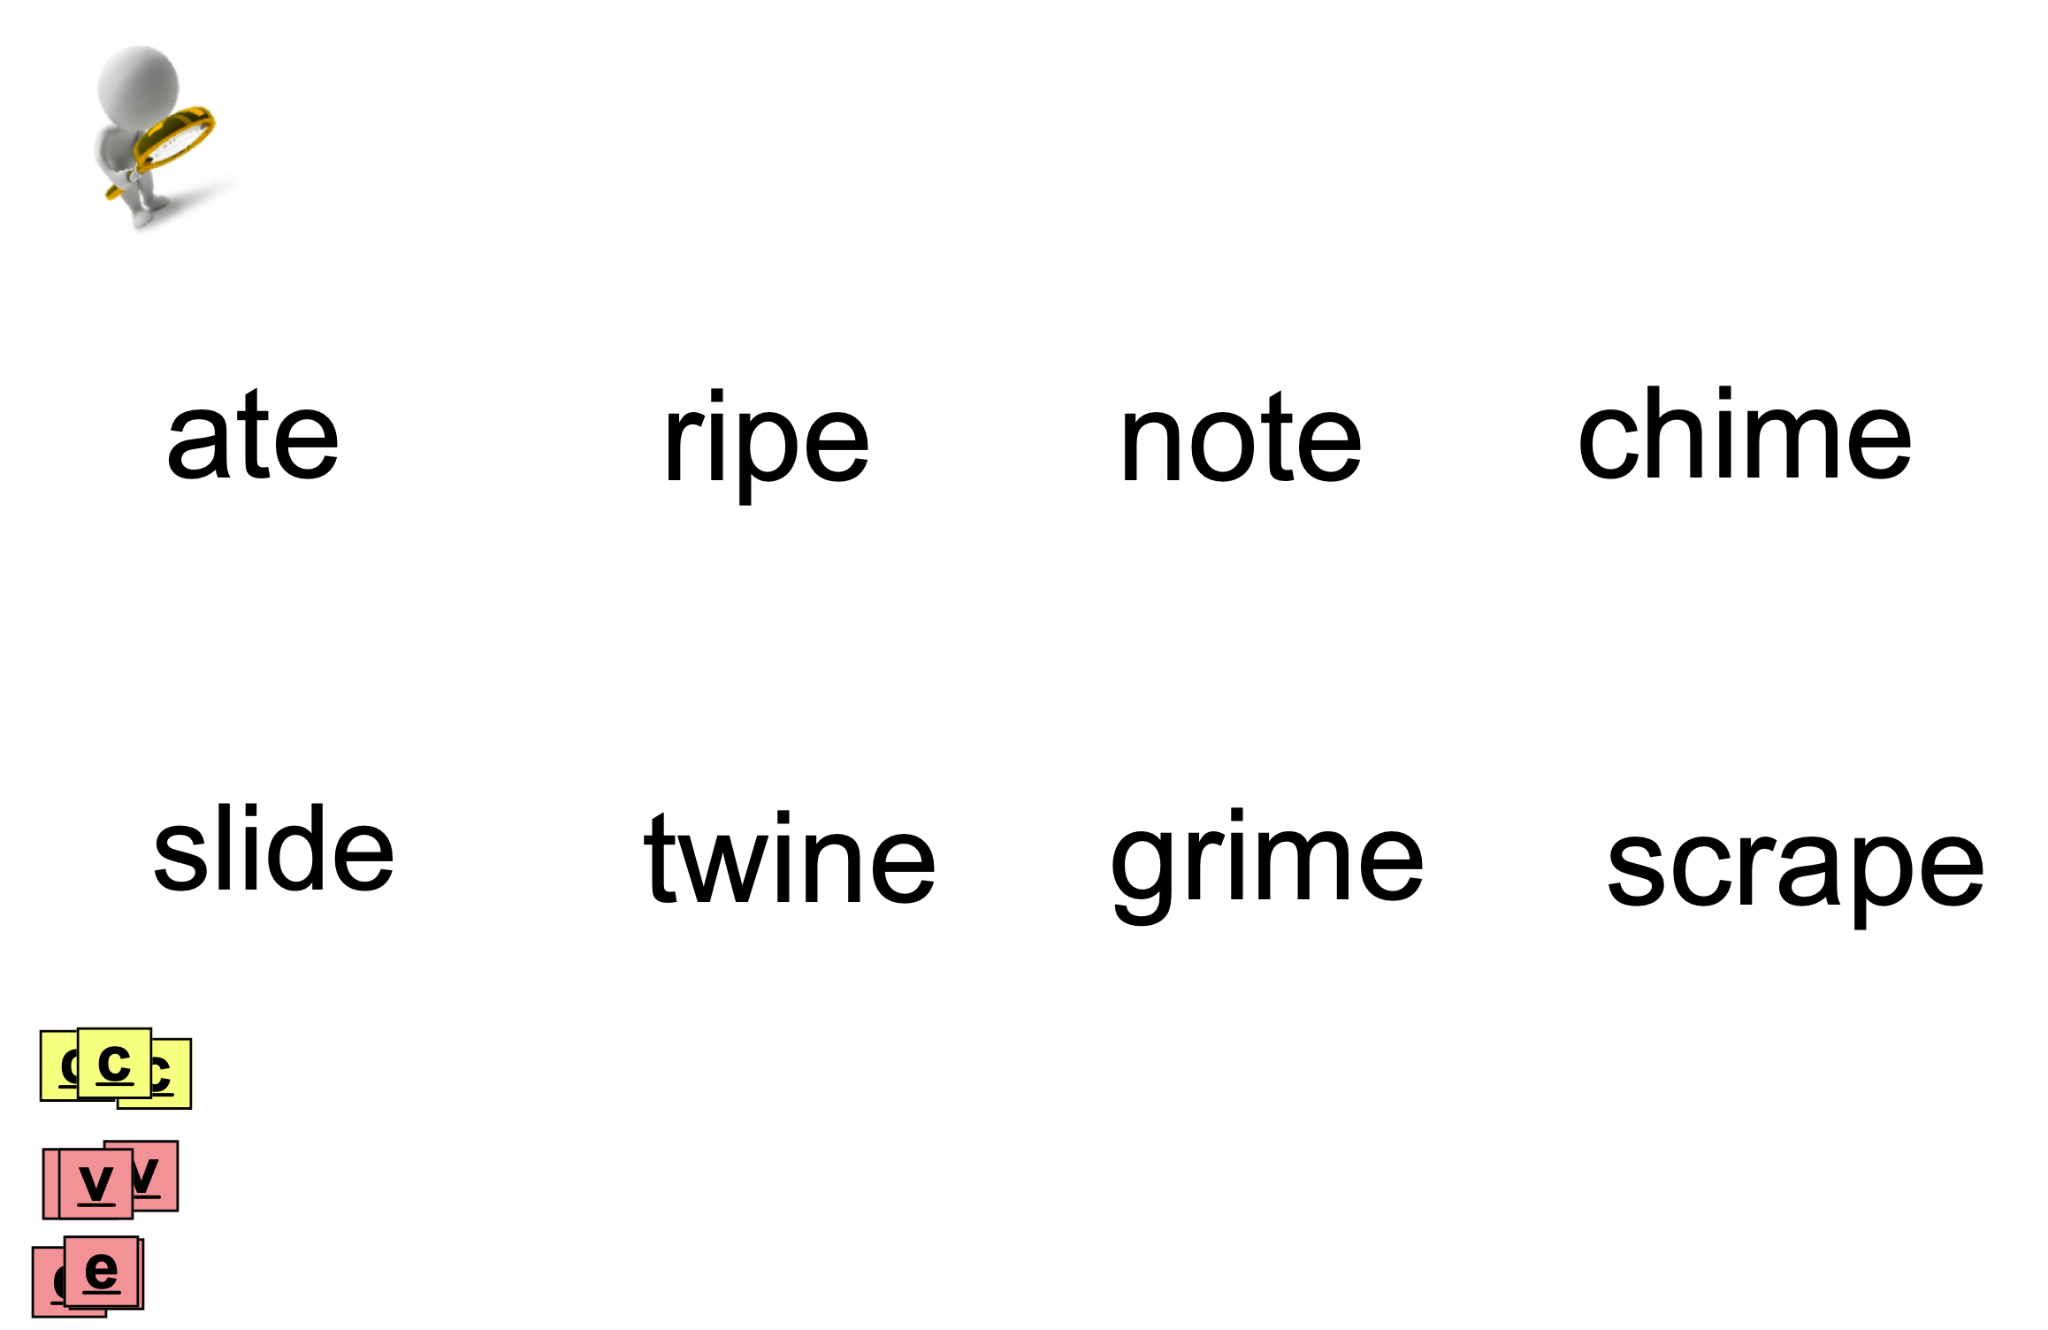 ate ripe note chime
slide twine grime scrape
c c
v v
e